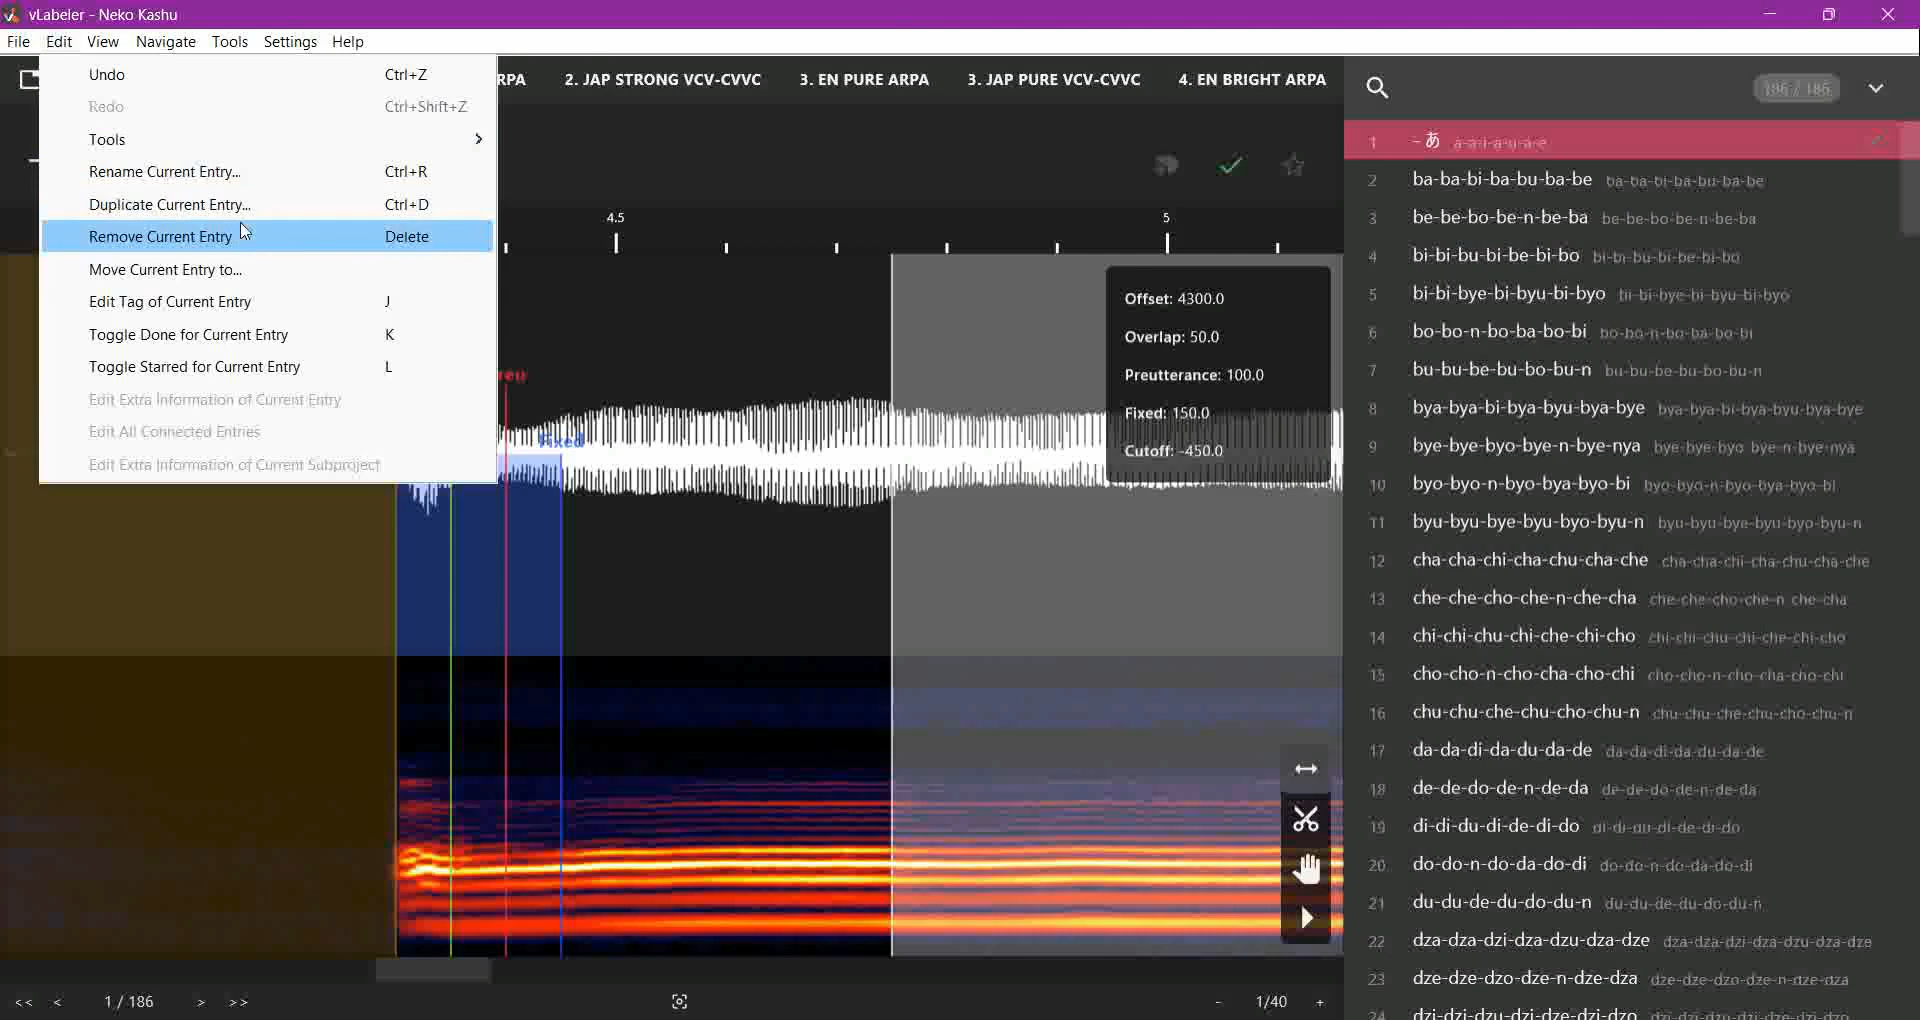 vLabeler - Neko Kashu
File Edit View Navigate Tools Settings Help
Undo Ctrl+Z
Redo Ctrl+Shift+Z
Tools
Rename Current Entry... Ctrl+R
Duplicate Current Entry... Ctrl+D
Remove Current Entry Delete
Move Current Entry to...
Edit Tag of Current Entry J
Toggle Done for Current Entry K
Toggle Starred for Current Entry L
Edit Extra Information of Current Entry
Edit All Connected Entries
Edit Extra Information of Current Subproject
RPA 2. JAP STRONG VCV-CVVC 3. EN PURE ARPA 3. JAP PURE VCV-CVVC 4. EN BRIGHT ARPA
4.5 5
Offset: 4300.0
Overlap: 50.0
Preutterance: 100.0
Fixed: 150.0
Cutoff: -450.0
reu
Fixed
<< < 1 / 186 > >>
- 1/40 +
186 / 186
1 - あ a-a-i-a-u-a-e
2 ba-ba-bi-ba-bu-ba-be ba-ba-bi-ba-bu-ba-be
3 be-be-bo-be-n-be-ba be-be-bo-be-n-be-ba
4 bi-bi-bu-bi-be-bi-bo bi-bi-bu-bi-be-bi-bo
5 bi-bi-bye-bi-byu-bi-byo bi-bi-bye-bi-byu-bi-byo
6 bo-bo-n-bo-ba-bo-bi bo-bo-n-bo-ba-bo-bi
7 bu-bu-be-bu-bo-bu-n bu-bu-be-bu-bo-bu-n
8 bya-bya-bi-bya-byu-bya-bye bya-bya-bi-bya-byu-bya-bye
9 bye-bye-byo-bye-n-bye-nya bye-bye-byo-bye-n-bye-nya
10 byo-byo-n-byo-bya-byo-bi byo-byo-n-byo-bya-byo-bi
11 byu-byu-bye-byu-byo-byu-n byu-byu-bye-byu-byo-byu-n
12 cha-cha-chi-cha-chu-cha-che cha-cha-chi-cha-chu-cha-che
13 che-che-cho-che-n-che-cha che-che-cho-che-n-che-cha
14 chi-chi-chu-chi-che-chi-cho chi-chi-chu-chi-che-chi-cho
15 cho-cho-n-cho-cha-cho-chi cho-cho-n-cho-cha-cho-chi
16 chu-chu-che-chu-cho-chu-n chu-chu-che-chu-cho-chu-n
17 da-da-di-da-du-da-de da-da-di-da-du-da-de
18 de-de-do-de-n-de-da de-de-do-de-n-de-da
19 di-di-du-di-de-di-do di-di-du-di-de-di-do
20 do-do-n-do-da-do-di do-do-n-do-da-do-di
21 du-du-de-du-do-du-n du-du-de-du-do-du-n
22 dza-dza-dzi-dza-dzu-dza-dze dza-dza-dzi-dza-dzu-dza-dze
23 dze-dze-dzo-dze-n-dze-dza dze-dze-dzo-dze-n-dze-dza
24 dzi-dzi-dzu-dzi-dze-dzi-dzo dzi-dzi-dzu-dzi-dze-dzi-dzo